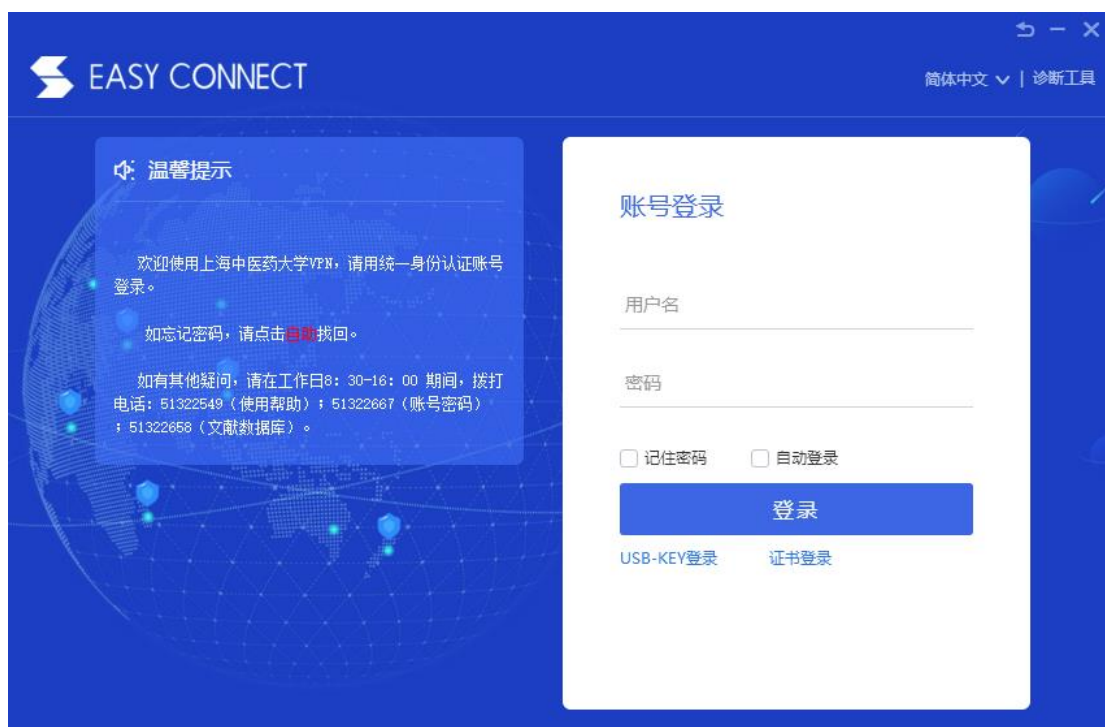 EASY CONNECT
简体中文 | 诊断工具
温馨提示
欢迎使用上海中医药大学VPN，请用统一身份认证账号
登录。
如忘记密码，请点击自助找回。
如有其他疑问，请在工作日8：30-16：00 期间，拨打
电话：51322549（使用帮助）；51322667（账号密码）
；51322658（文献数据库）。
账号登录
用户名
密码
记住密码 自动登录
登录
USB-KEY登录 证书登录